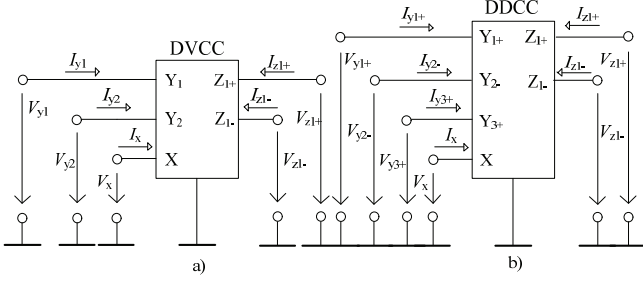 DVCC
I_y1
Y_1
Z_1+
I_z1+
V_y1
I_y2
Y_2
Z_1-
I_z1-
V_y2
I_x
X
V_x
V_z1-
V_z1+
a)
DDCC
I_y1+
Y_1+
Z_1+
I_z1+
V_y1+
I_y2-
Y_2-
Z_1-
I_z1-
V_y2-
I_y3+
Y_3+
V_y3+
I_x
X
V_x
V_z1-
V_z1+
b)